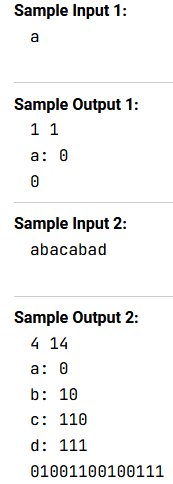 Sample Input 1:
a
Sample Output 1:
1 1
a: 0
0
Sample Input 2:
abacabad
Sample Output 2:
4 14
a: 0
b: 10
c: 110
d: 111
01001100100111